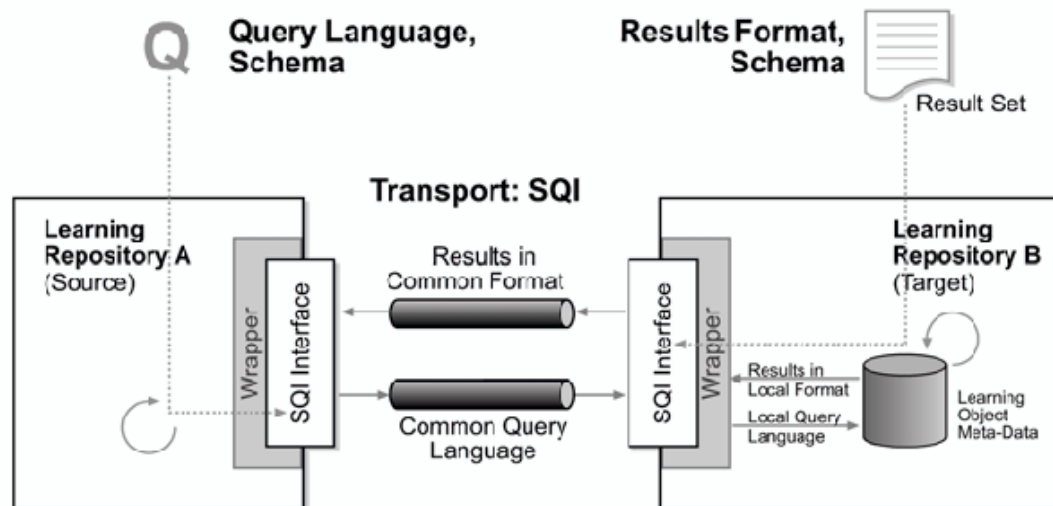 Q
Query Language,
Schema
Results Format,
Schema
Result Set
Transport: SQI
Learning
Repository A
(Source)
Wrapper
SQI Interface
Results in
Common Format
Common Query
Language
SQI Interface
Wrapper
Learning
Repository B
(Target)
Results in
Local Format
Local Query
Language
Learning
Object
Meta-Data